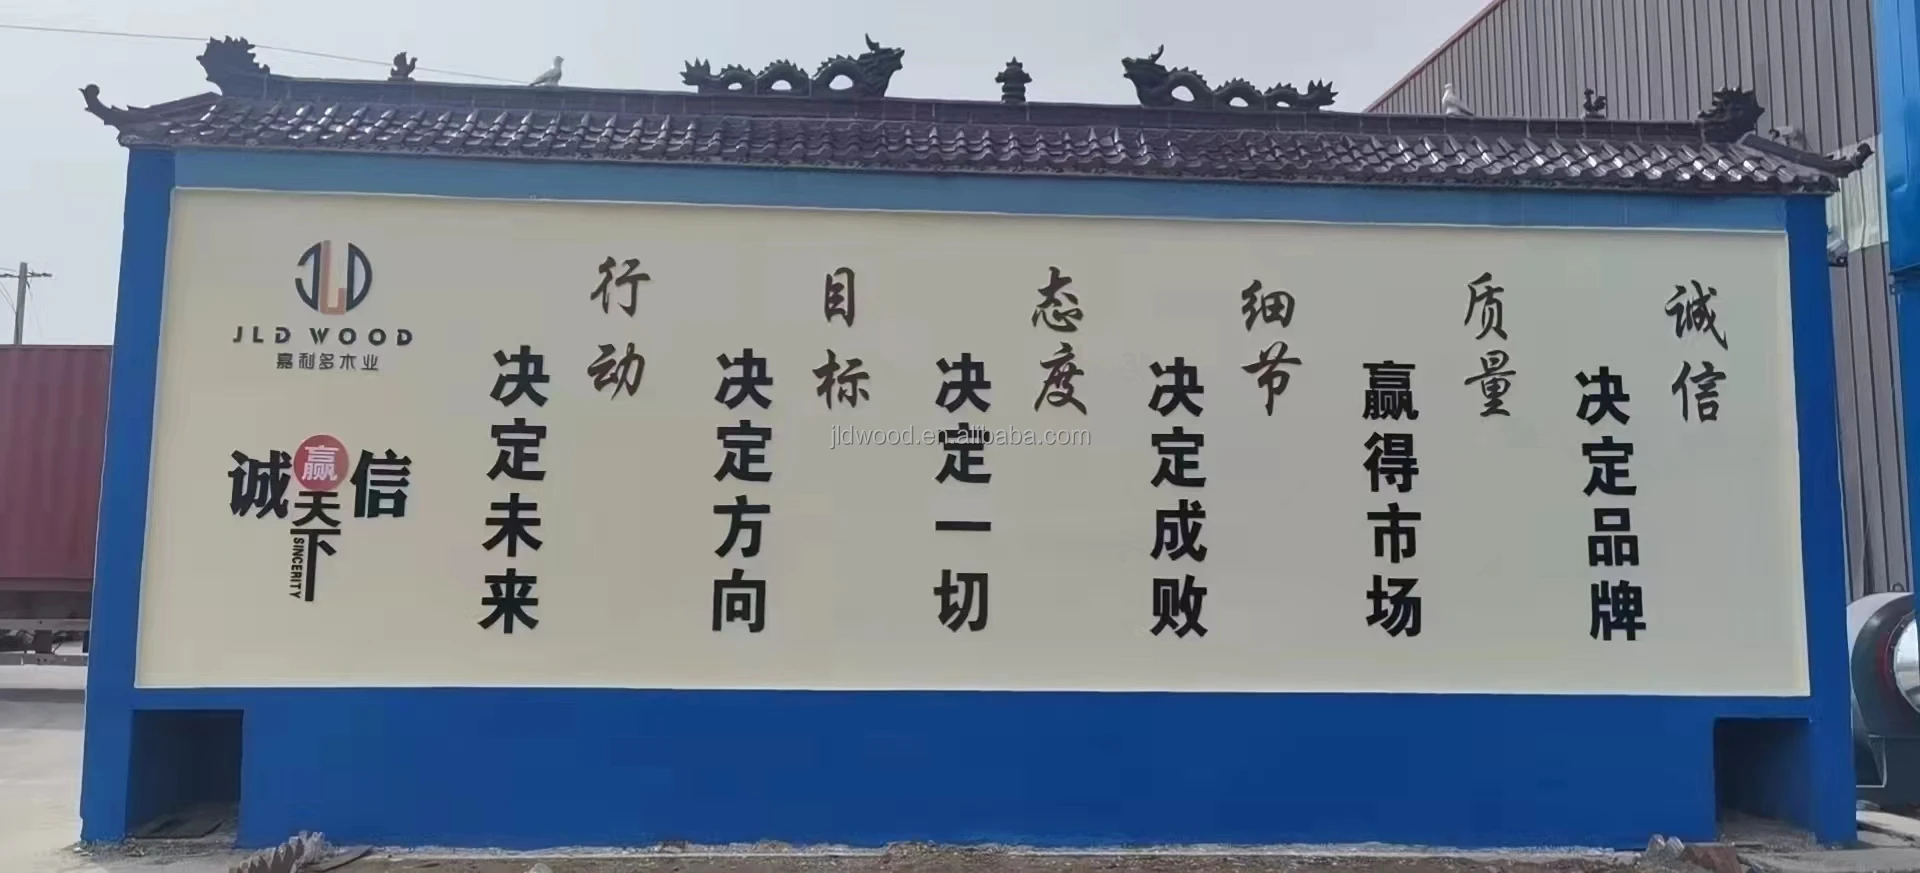 JLD
JLD WOOD
嘉利多木业
诚赢信
天下
SINCERITY
诚信
决定品牌
质量
赢得市场
细节
决定成败
态度
决定一切
目标
决定方向
行动
决定未来
jldwood.en.alibaba.com